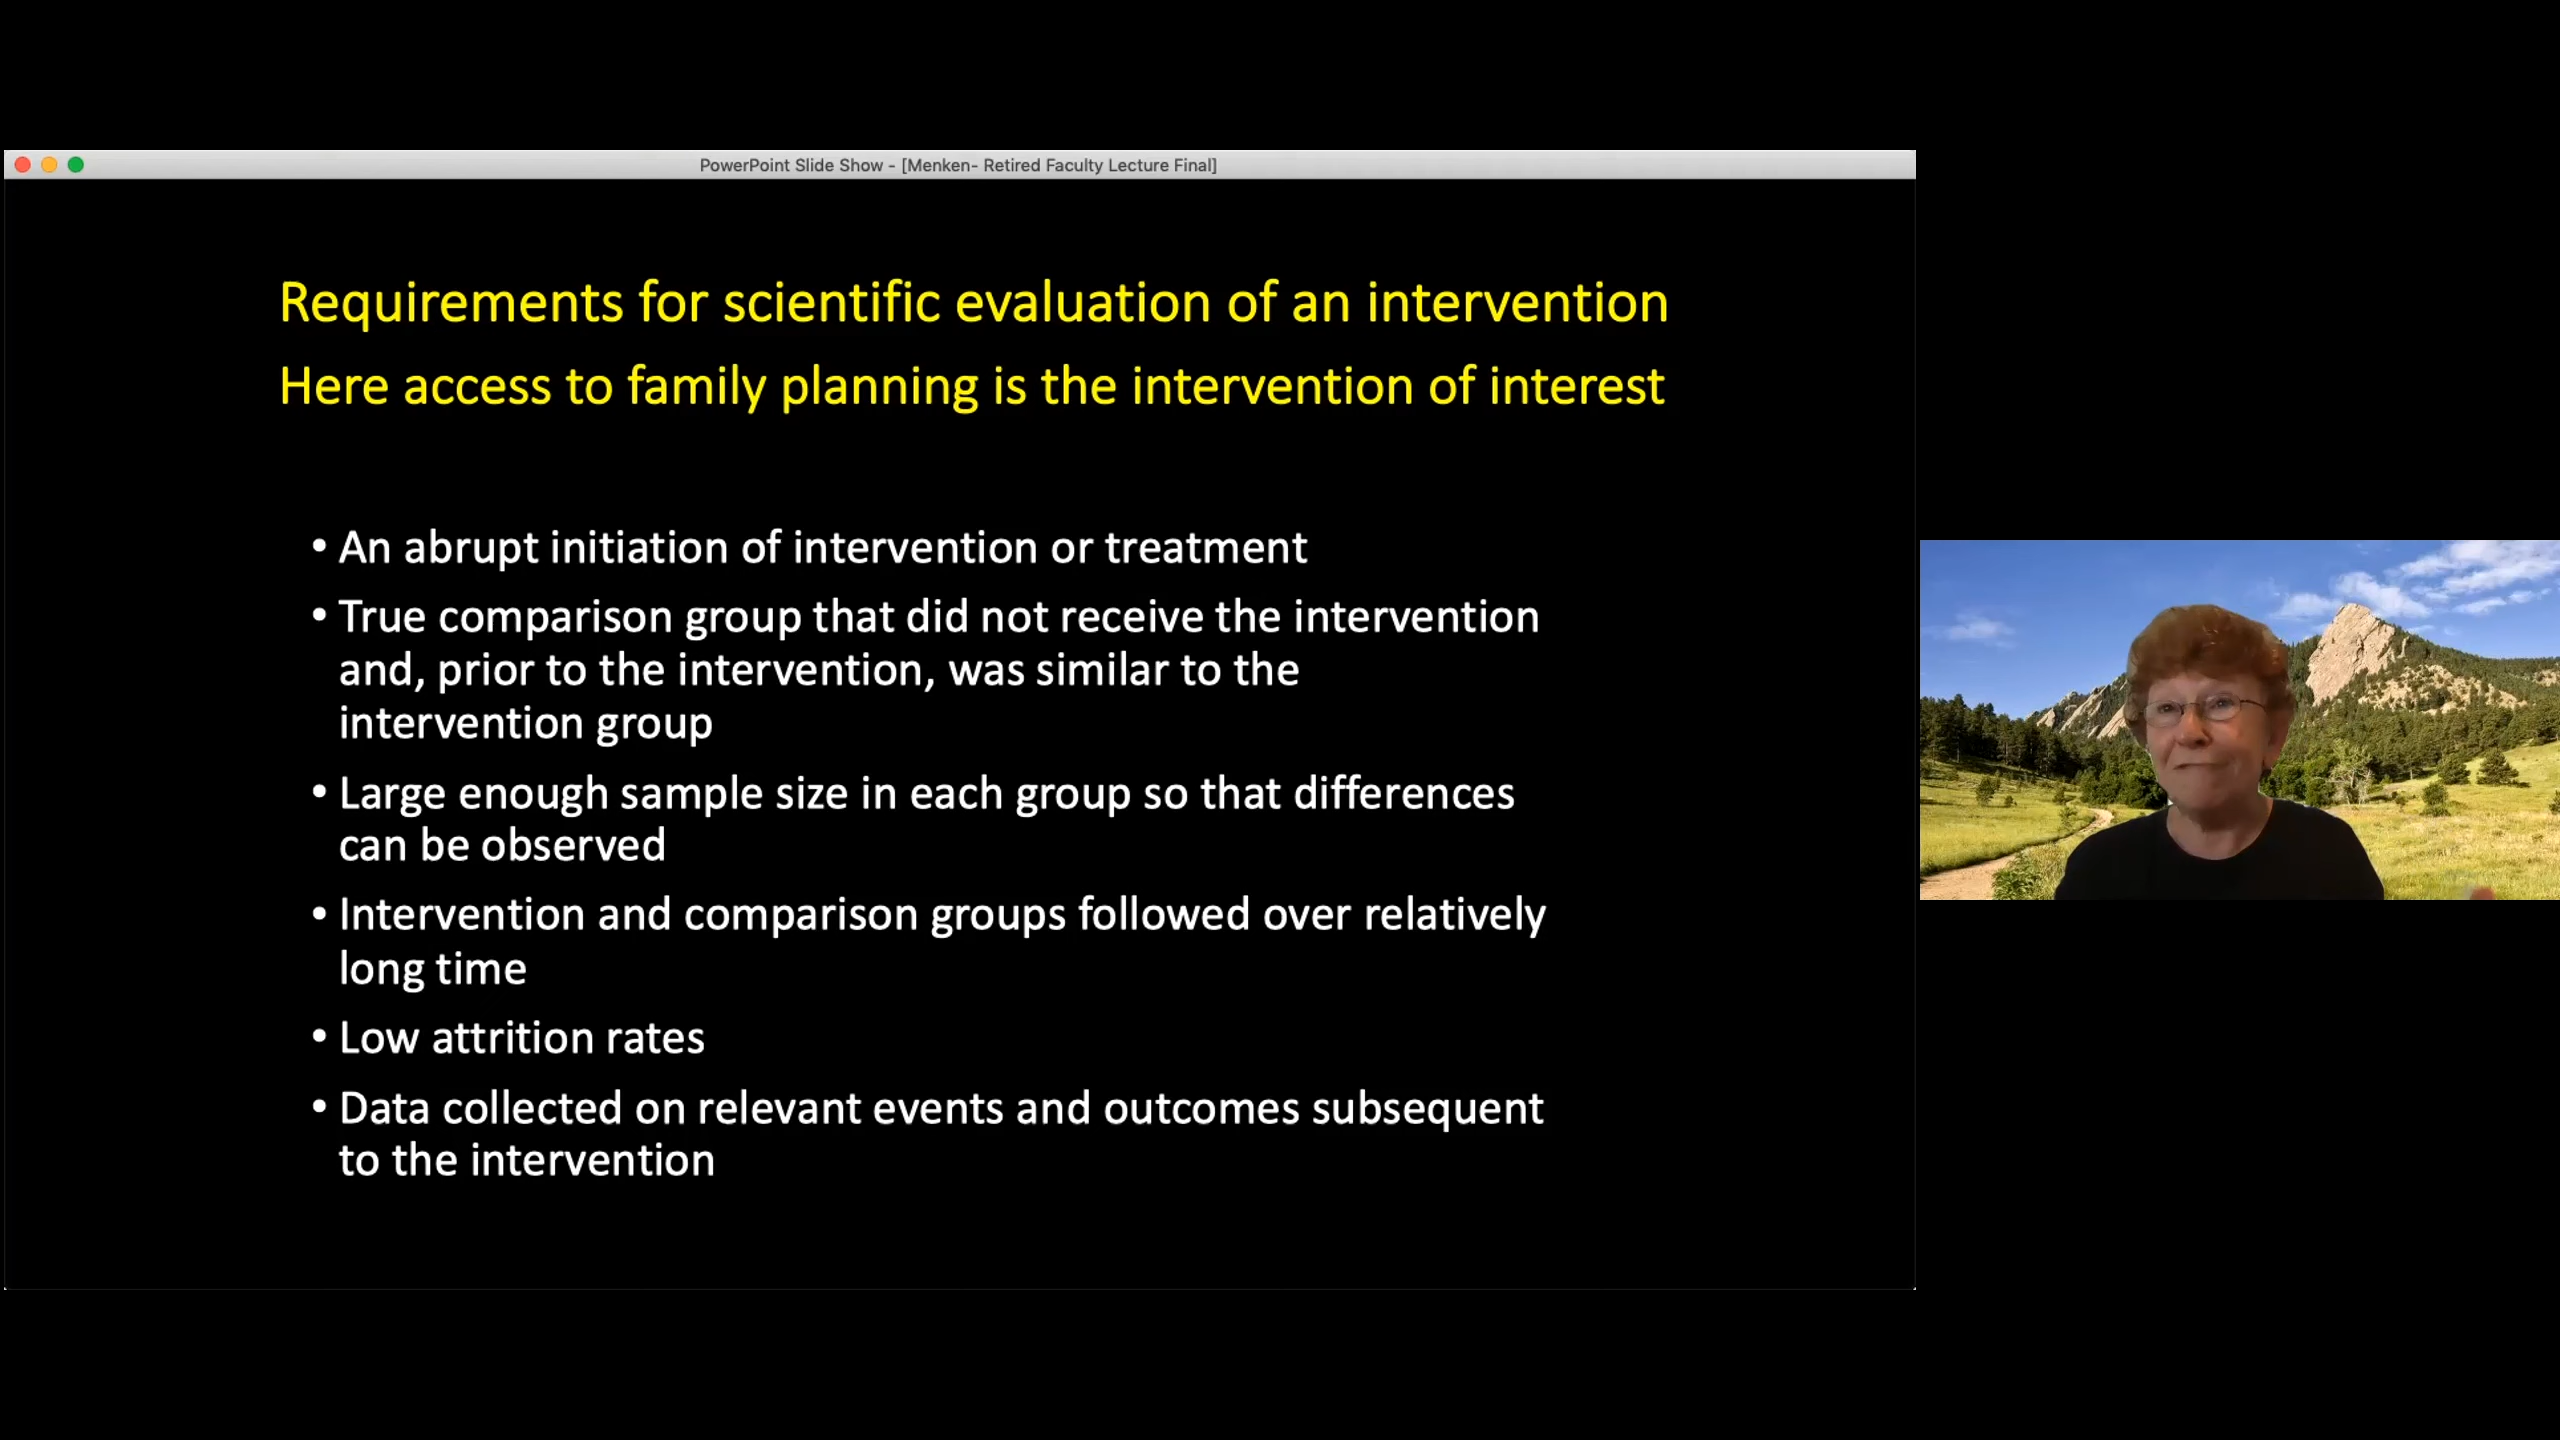 PowerPoint Slide Show - [Menken- Retired Faculty Lecture Final]
Requirements for scientific evaluation of an intervention
Here access to family planning is the intervention of interest
• An abrupt initiation of intervention or treatment
• True comparison group that did not receive the intervention
and, prior to the intervention, was similar to the
intervention group
• Large enough sample size in each group so that differences
can be observed
• Intervention and comparison groups followed over relatively
long time
• Low attrition rates
• Data collected on relevant events and outcomes subsequent
to the intervention